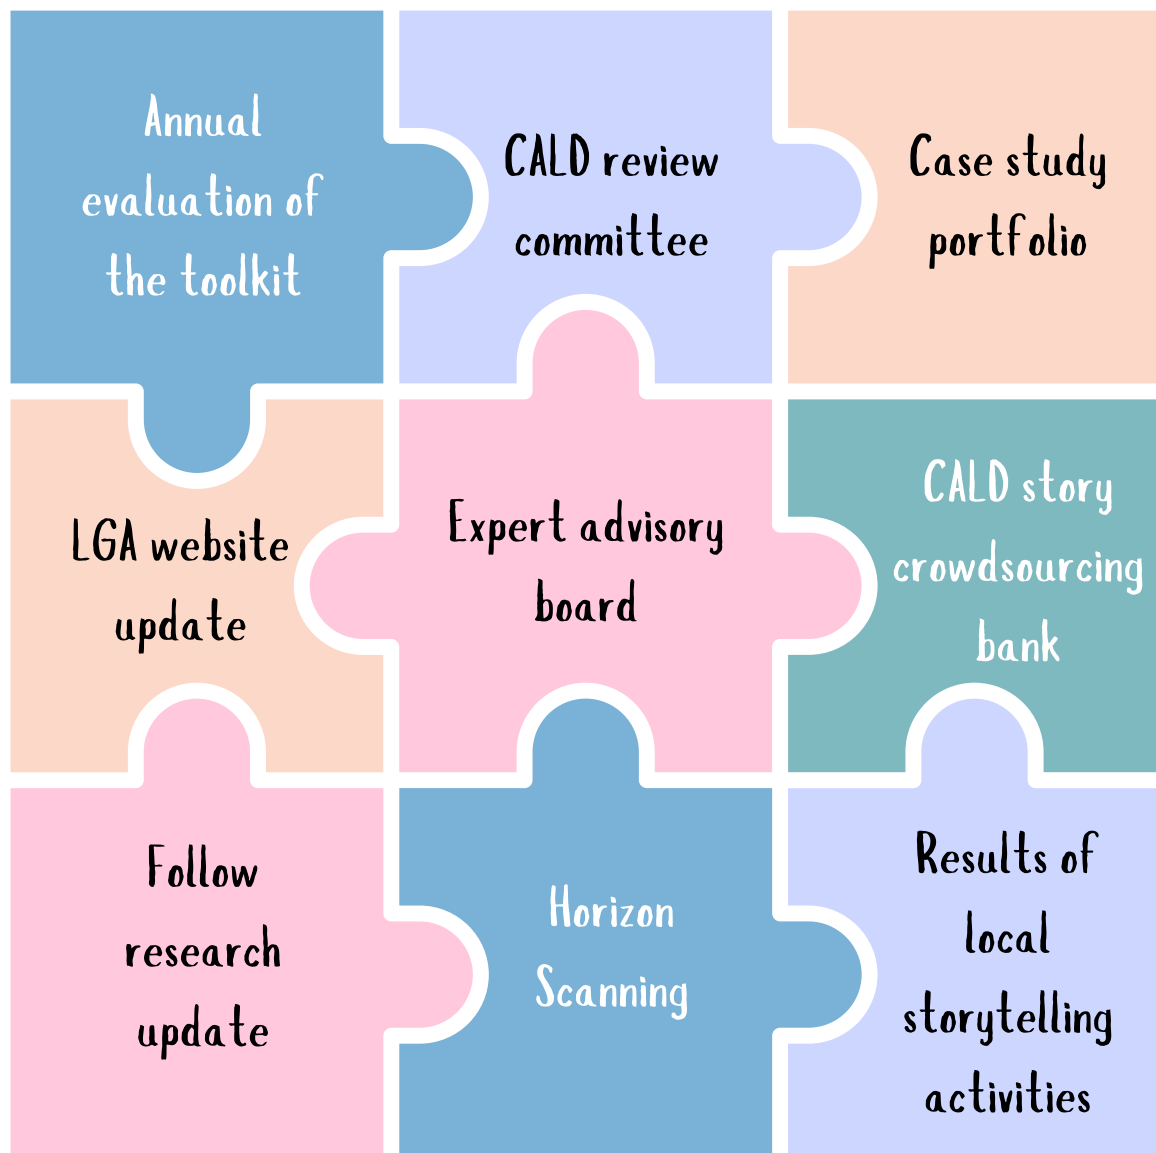 Annual
evaluation of
the toolkit
CALD review
committee
Case study
portfolio
LGA website
update
Expert advisory
board
CALD story
crowdsourcing
bank
Follow
research
update
Horizon
Scanning
Results of
local
storytelling
activities